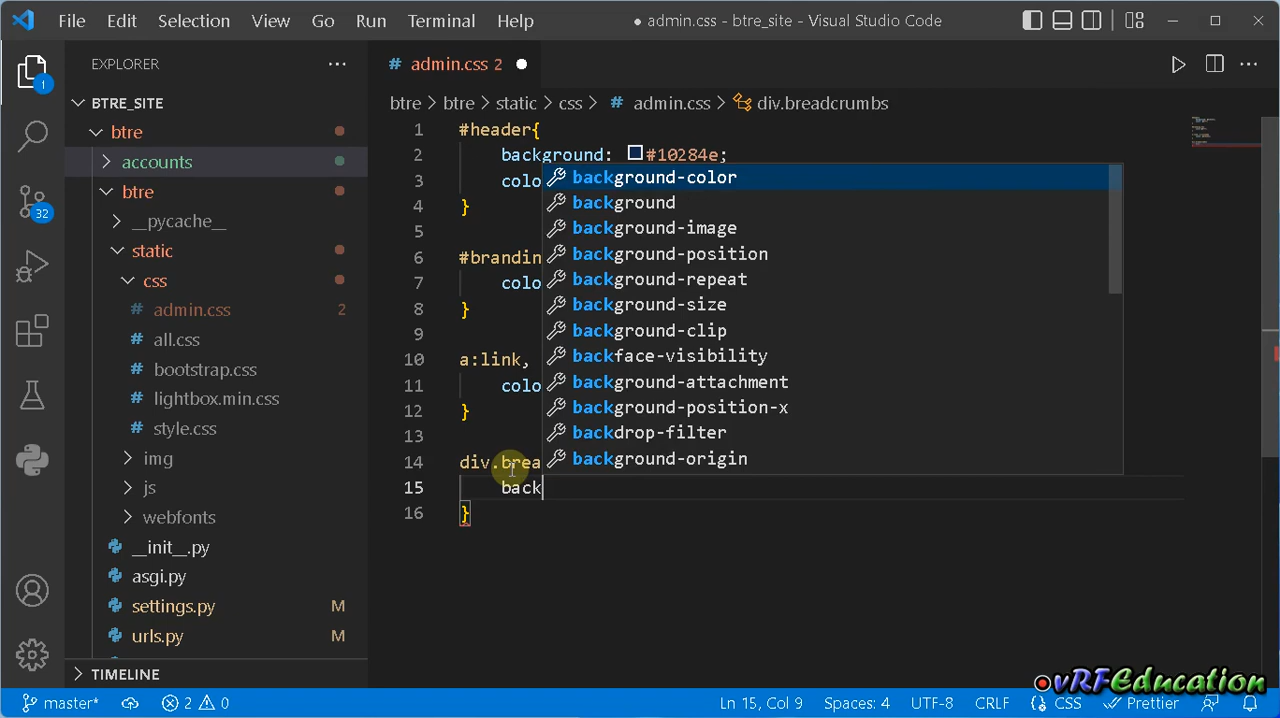 File Edit Selection View Go Run Terminal Help ● admin.css - btre_site - Visual Studio Code
EXPLORER
# admin.css 2
BTRE_SITE
btre > btre > static > css > # admin.css > div.breadcrumbs
btre
accounts
btre
__pycache__
static
css
# admin.css 2
# all.css
# bootstrap.css
# lightbox.min.css
# style.css
img
js
webfonts
__init__.py
asgi.py
settings.py M
urls.py M
TIMELINE
1
32
1 #header{
2 background: #10284e;
3 colo
4 }
5
6 #brandin
7 colo
8 }
9
10 a:link,
11 colo
12 }
13
14 div.brea
15 back
16 }
background-color
background
background-image
background-position
background-repeat
background-size
background-clip
backface-visibility
background-attachment
background-position-x
backdrop-filter
background-origin
vRFEducation
master* 2 0 Ln 15, Col 9 Spaces: 4 UTF-8 CRLF CSS Prettier